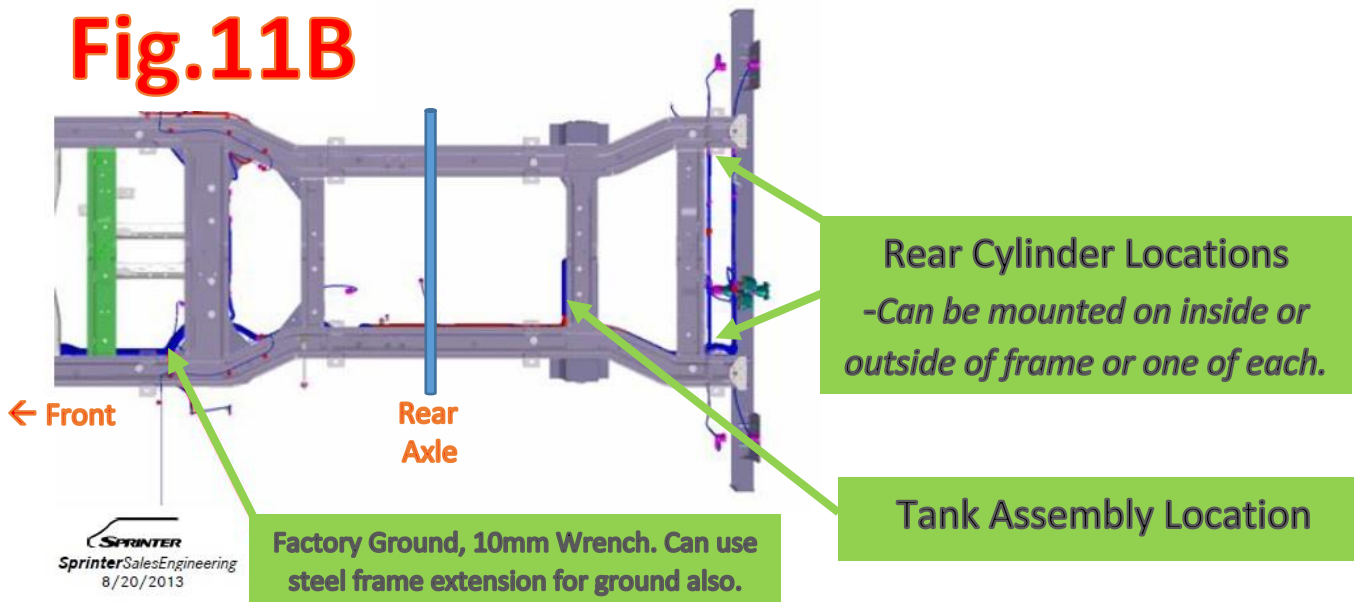 Fig.11B
Rear Cylinder Locations
-Can be mounted on inside or
outside of frame or one of each.
← Front
Rear
Axle
Tank Assembly Location
Factory Ground, 10mm Wrench. Can use
steel frame extension for ground also.
SPRINTER
SprinterSalesEngineering
8/20/2013